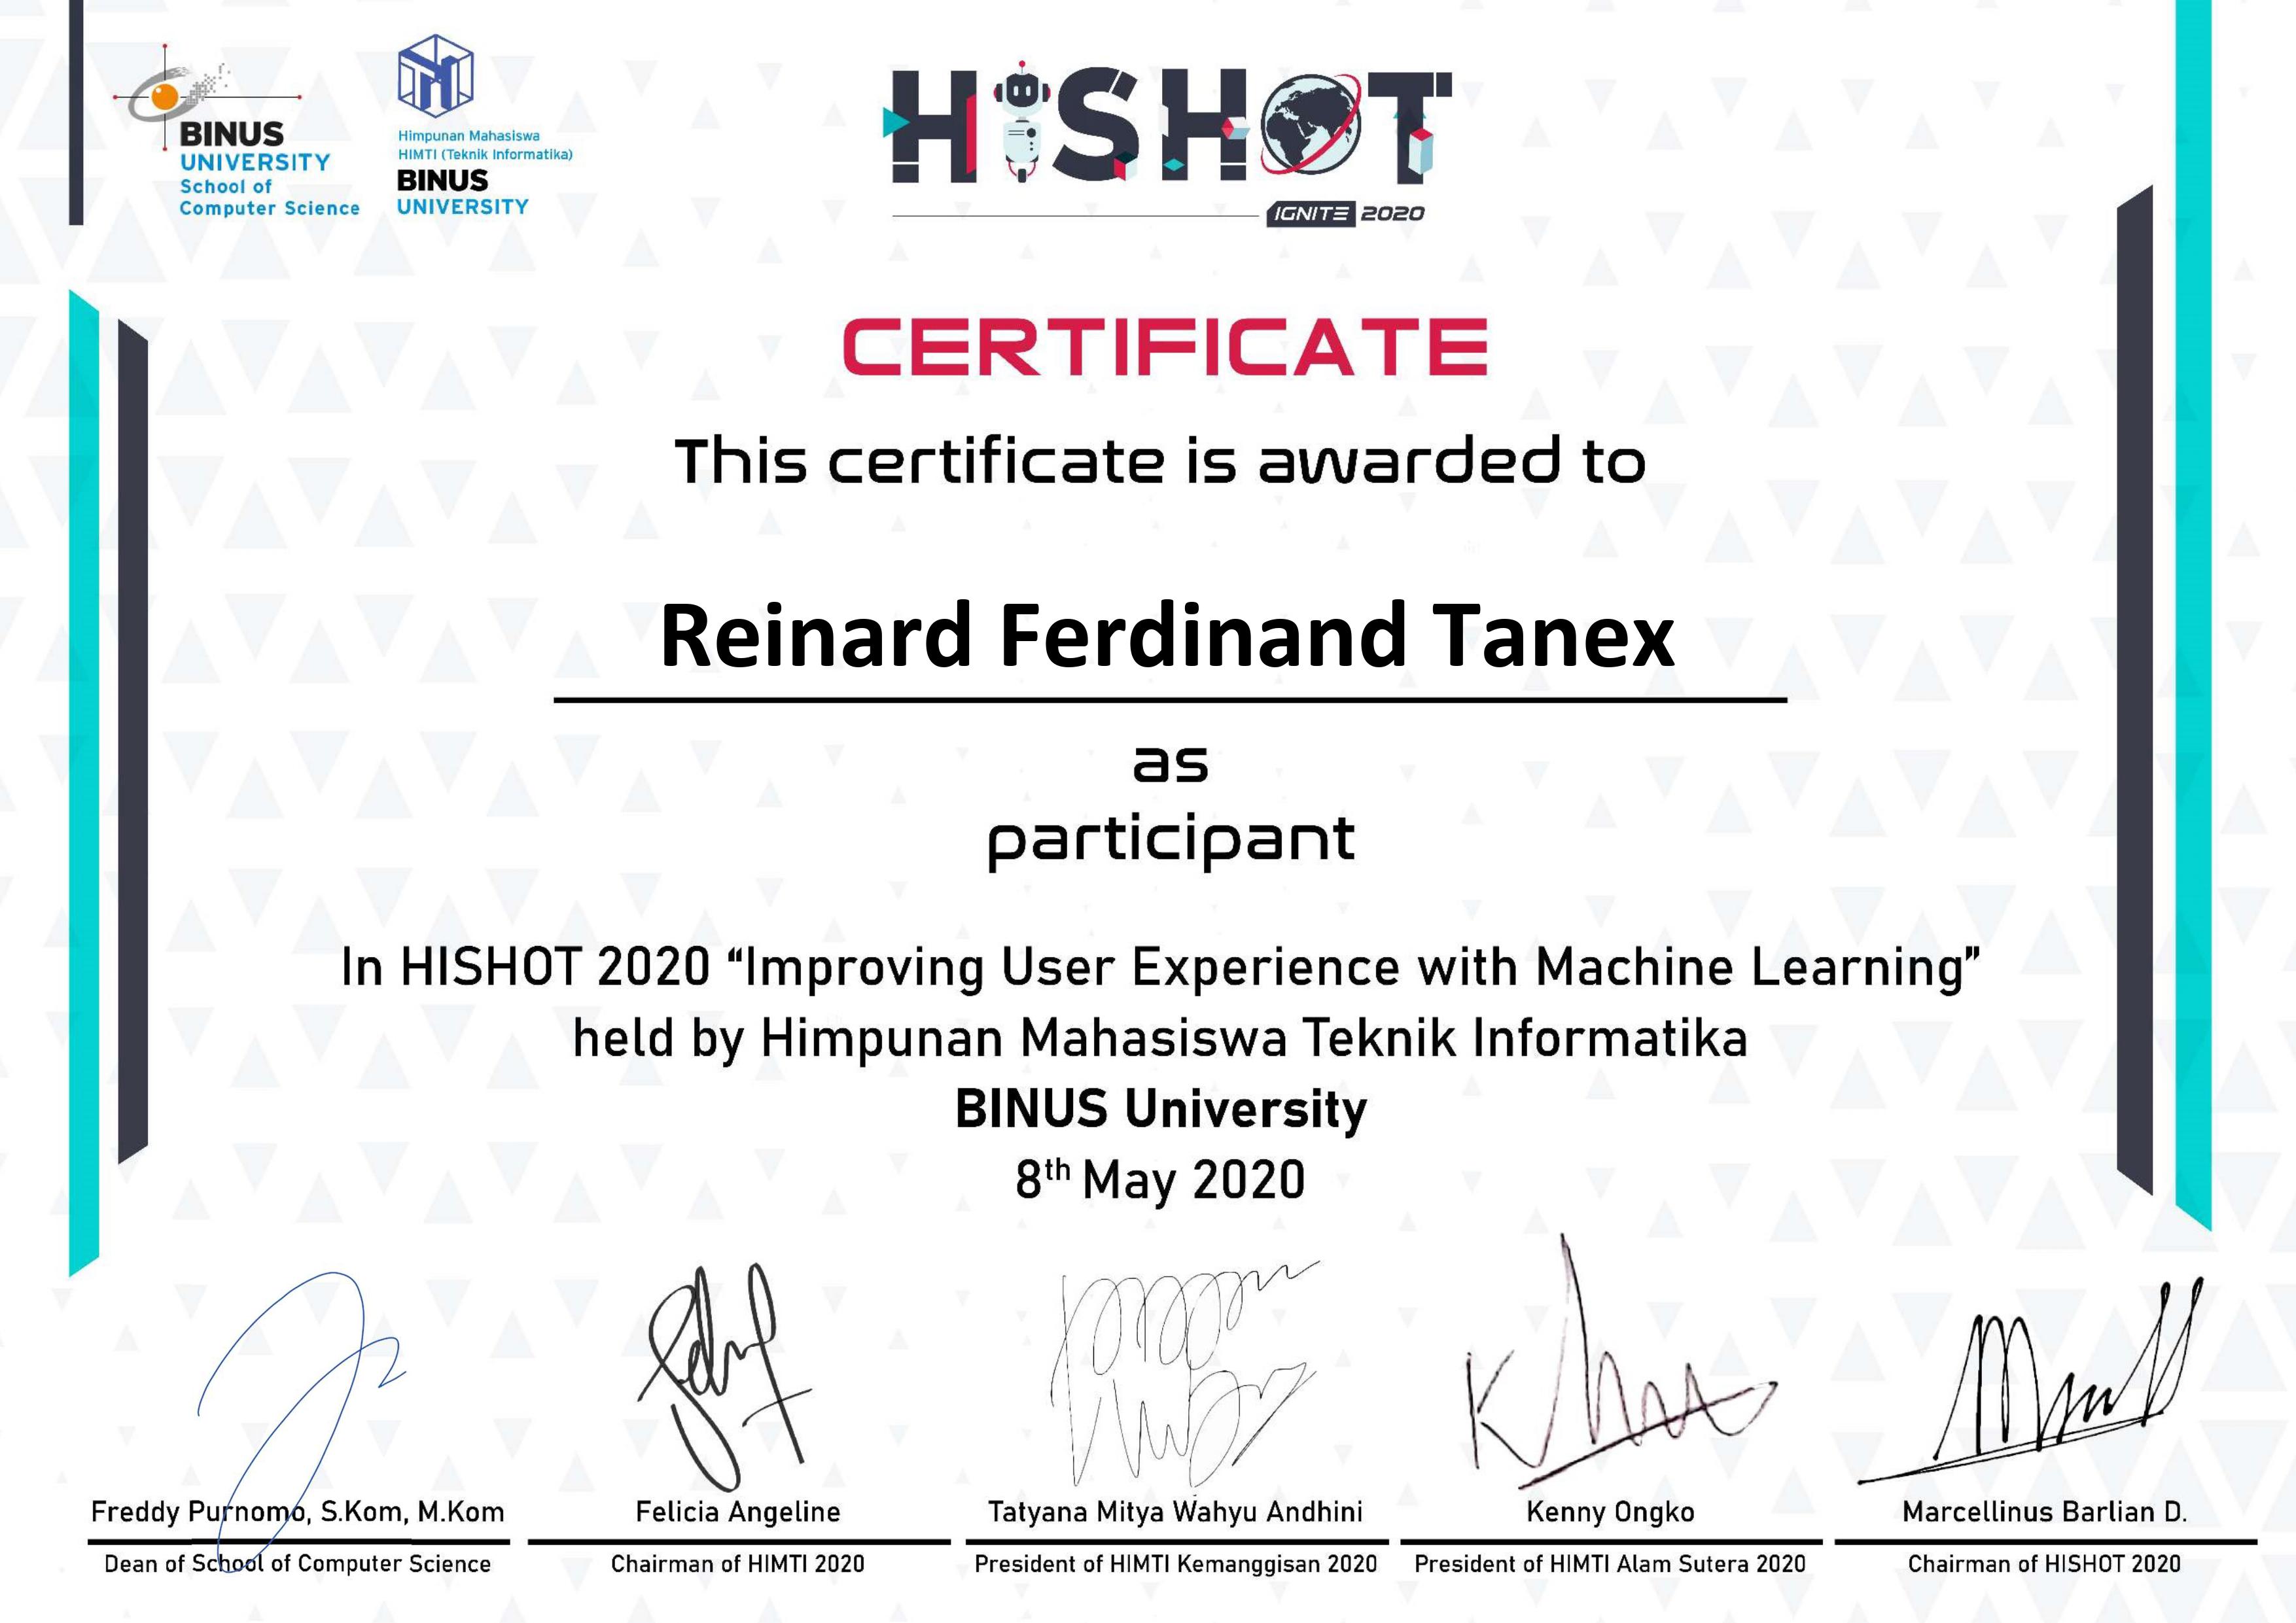 BINUS
UNIVERSITY
School of
Computer Science
Himpunan Mahasiswa
HIMTI (Teknik Informatika)
BINUS
UNIVERSITY
HISHOT
IGNITE 2020
CERTIFICATE
This certificate is awarded to
Reinard Ferdinand Tanex
as
participant
In HISHOT 2020 “Improving User Experience with Machine Learning”
held by Himpunan Mahasiswa Teknik Informatika
BINUS University
8th May 2020
Freddy Purnomo, S.Kom, M.Kom
Dean of School of Computer Science
Felicia Angeline
Chairman of HIMTI 2020
Tatyana Mitya Wahyu Andhini
President of HIMTI Kemanggisan 2020
Kenny Ongko
President of HIMTI Alam Sutera 2020
Marcellinus Barlian D.
Chairman of HISHOT 2020